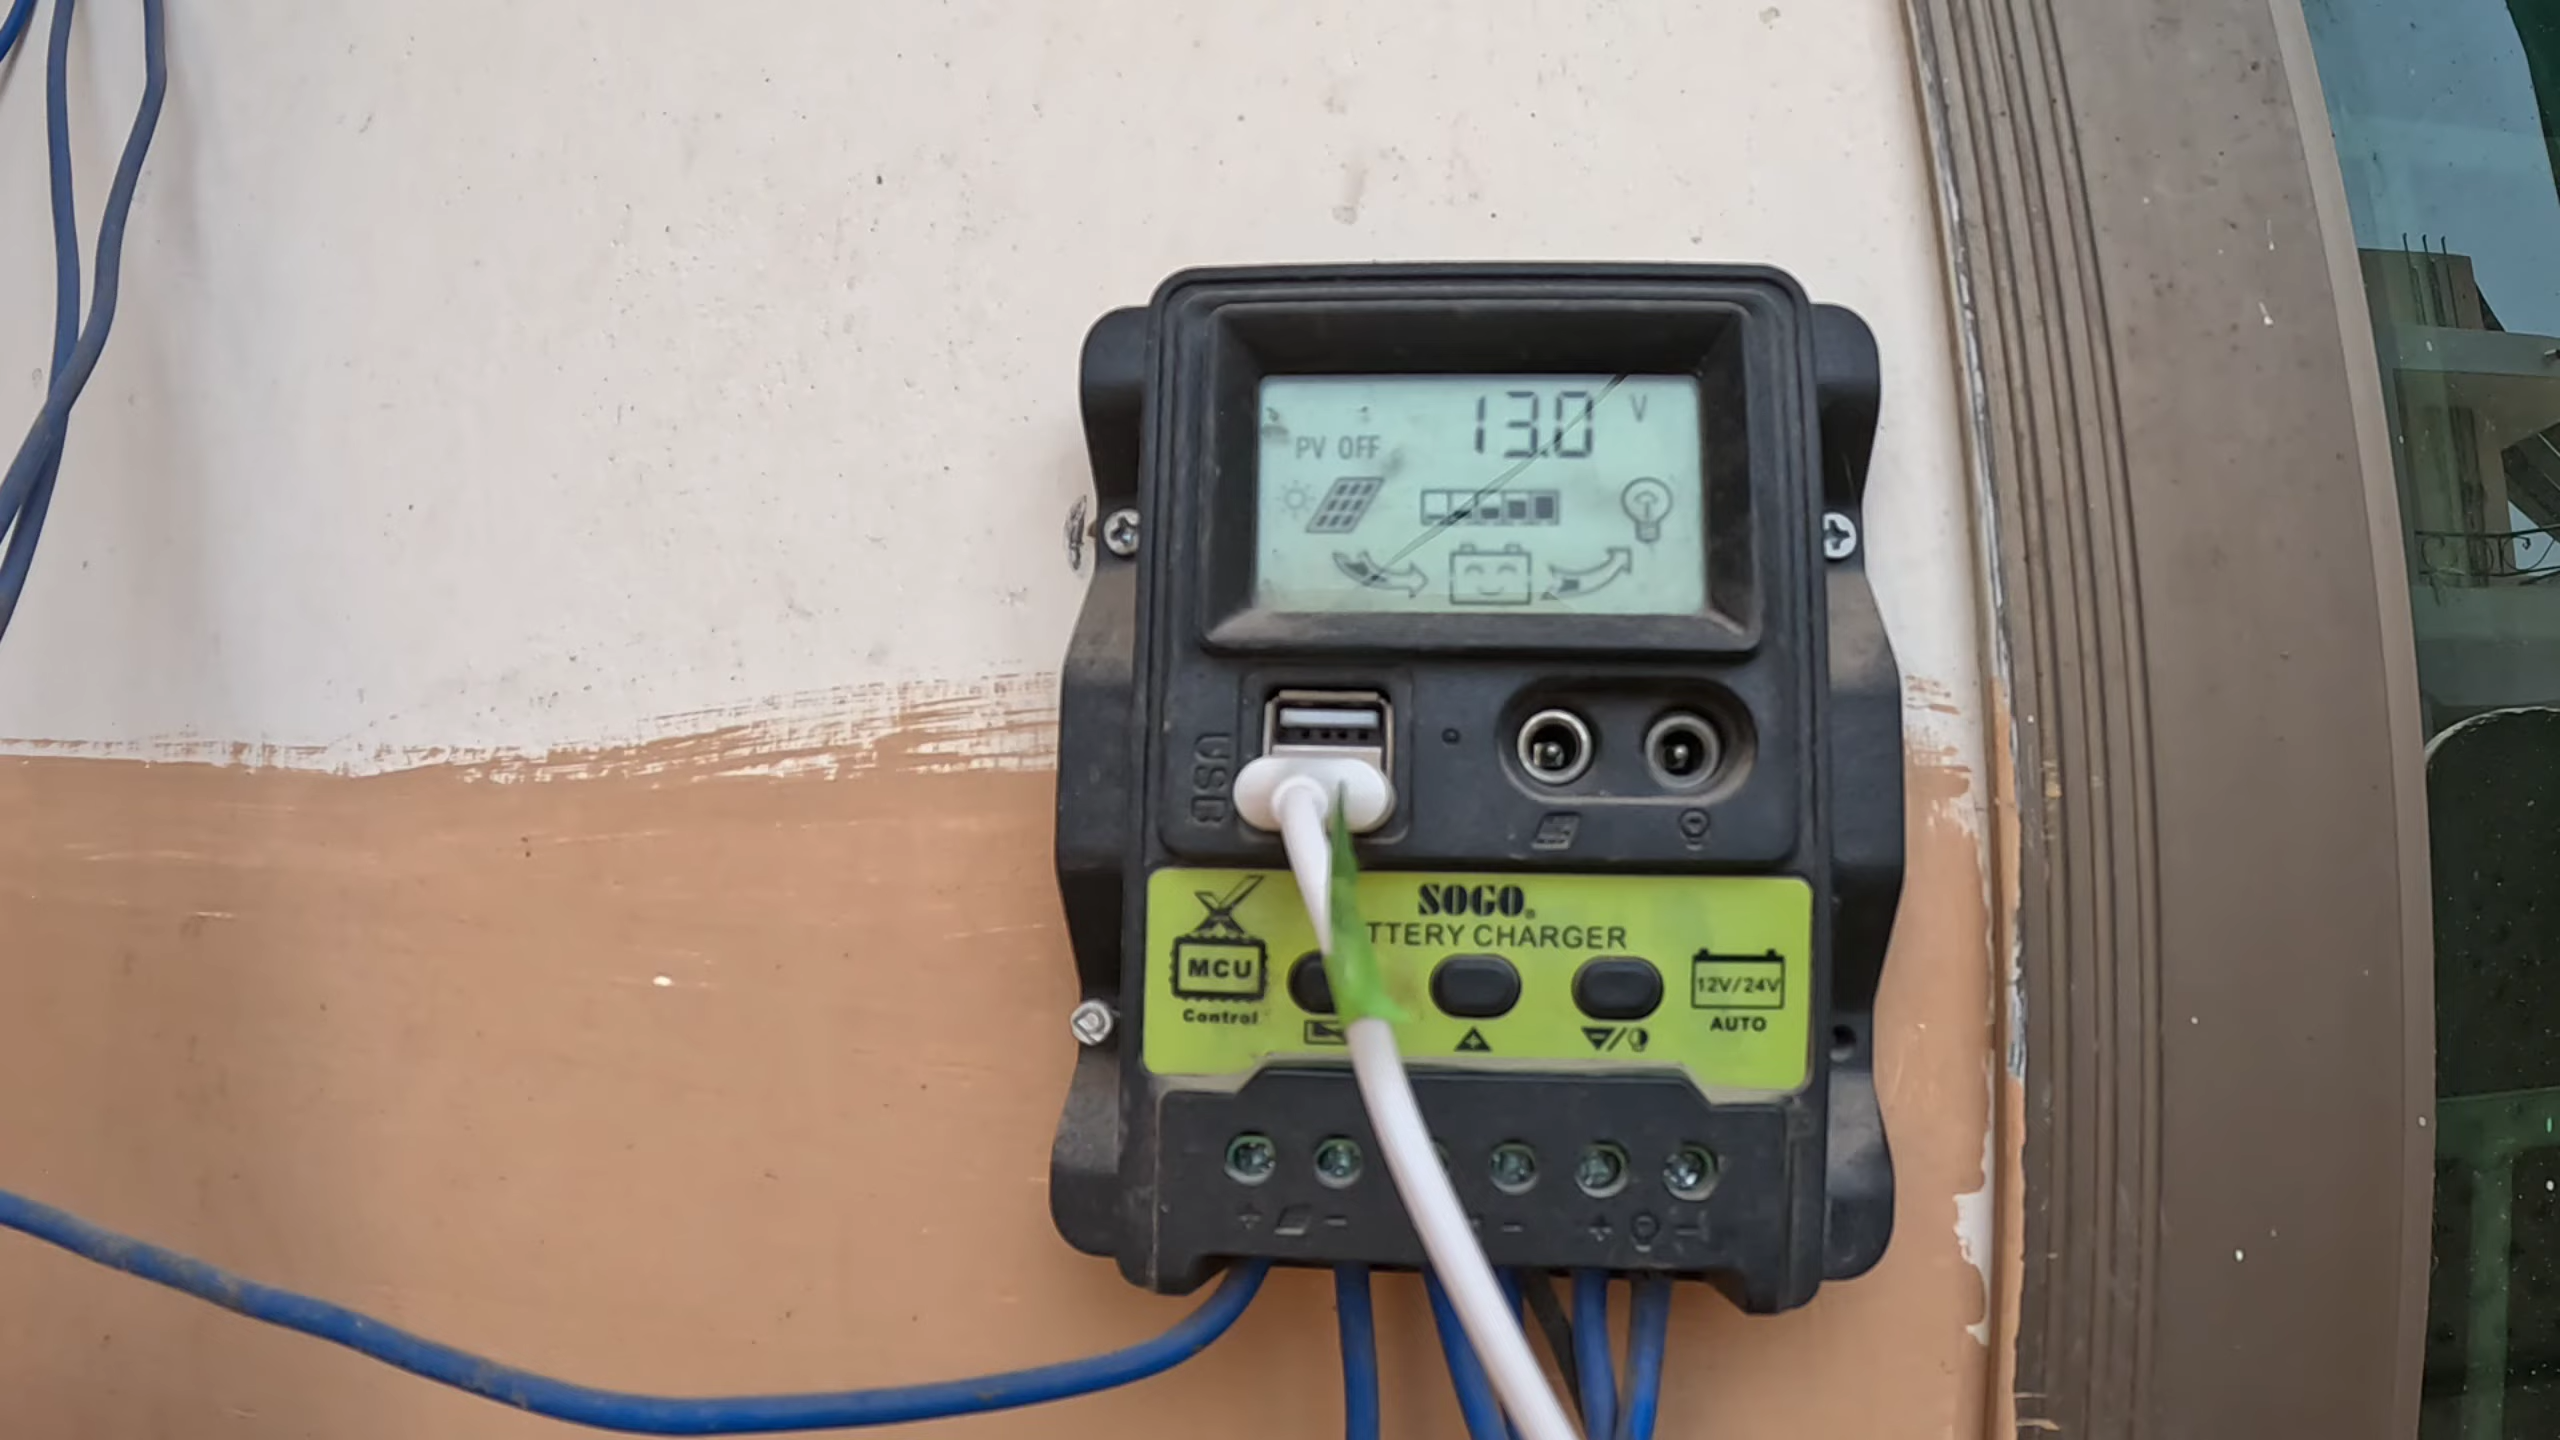 13.0 V
PV OFF
USB
SOGO®
TTERY CHARGER
MCU
Control
12V/24V
AUTO